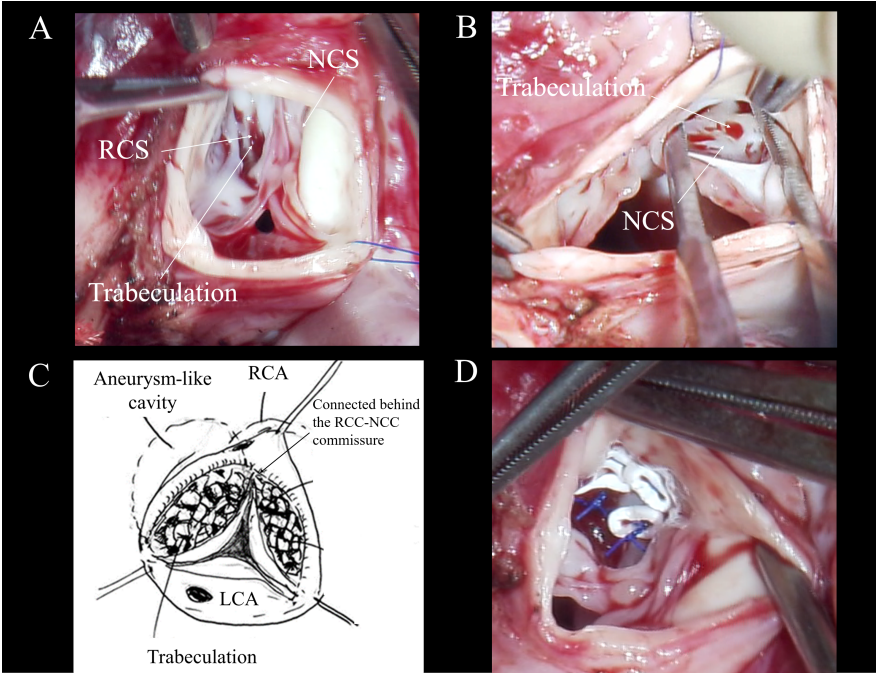 A
NCS
RCS
Trabeculation
B
Trabeculation
NCS
C
Aneurysm-like
cavity
RCA
Connected behind
the RCC-NCC
commissure
LCA
Trabeculation
D